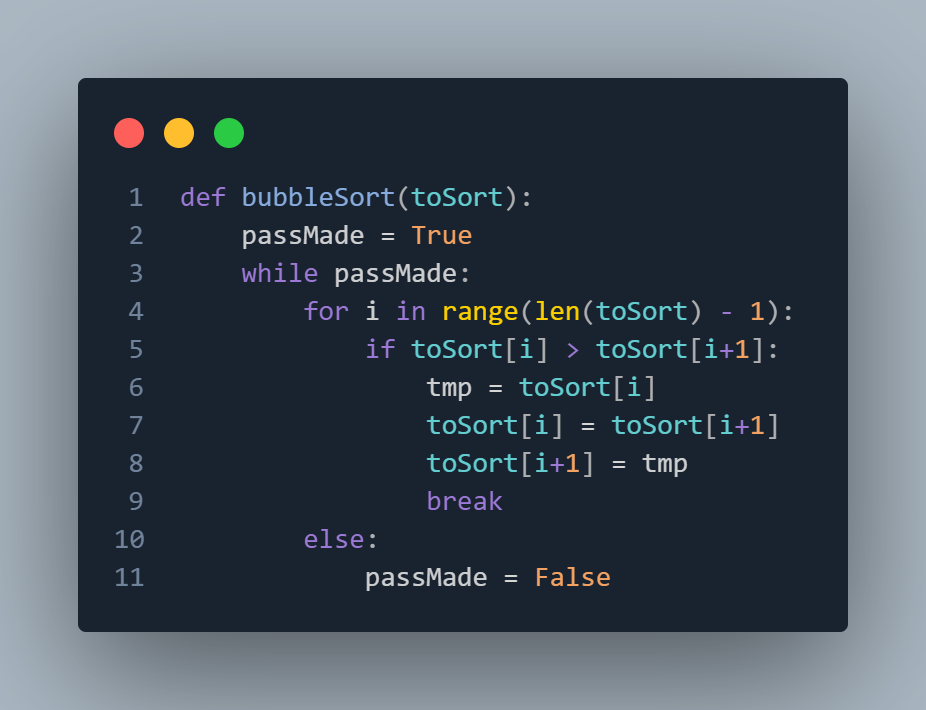 1 def bubbleSort(toSort):
2     passMade = True
3     while passMade:
4         for i in range(len(toSort) - 1):
5             if toSort[i] > toSort[i+1]:
6                 tmp = toSort[i]
7                 toSort[i] = toSort[i+1]
8                 toSort[i+1] = tmp
9                 break
10         else:
11             passMade = False